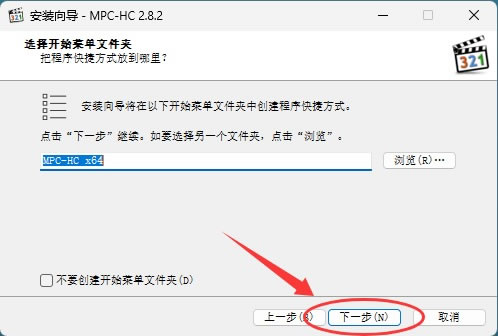 安装向导 - MPC-HC 2.8.2
选择开始菜单文件夹
把程序快捷方式放到哪里?
321
安装向导将在以下开始菜单文件夹中创建程序快捷方式。
点击“下一步”继续。如要选择另一个文件夹，点击“浏览”。
MPC-HC x64
浏览(R)…
不要创建开始菜单文件夹(D)
上一步(B)
下一步(N)
取消